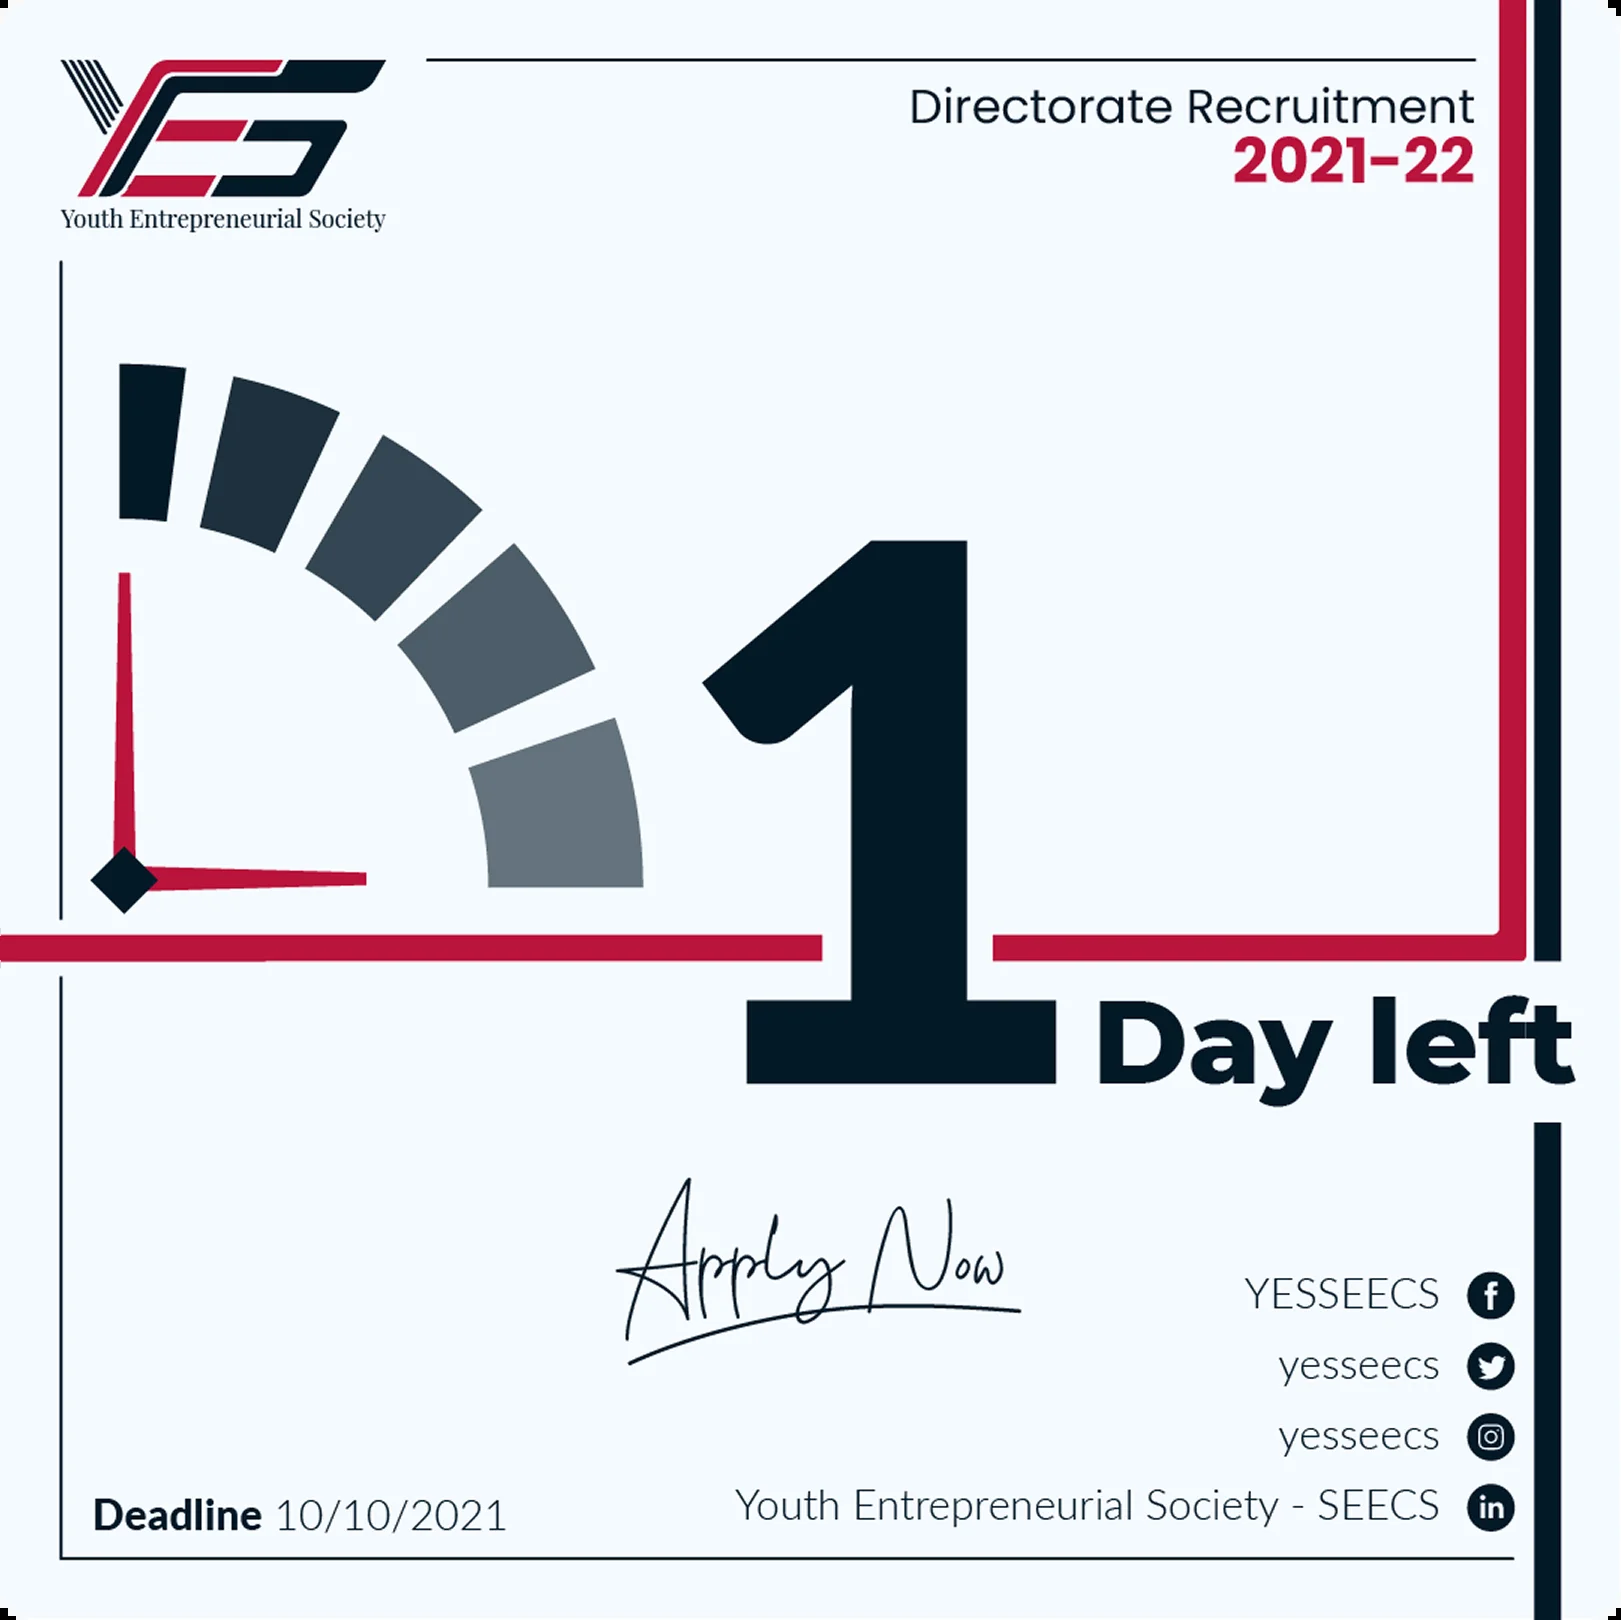 YES
Youth Entrepreneurial Society
Directorate Recruitment
2021-22
1 Day left
Apply Now
YESSEECS
yesseecs
yesseecs
Youth Entrepreneurial Society - SEECS
Deadline 10/10/2021